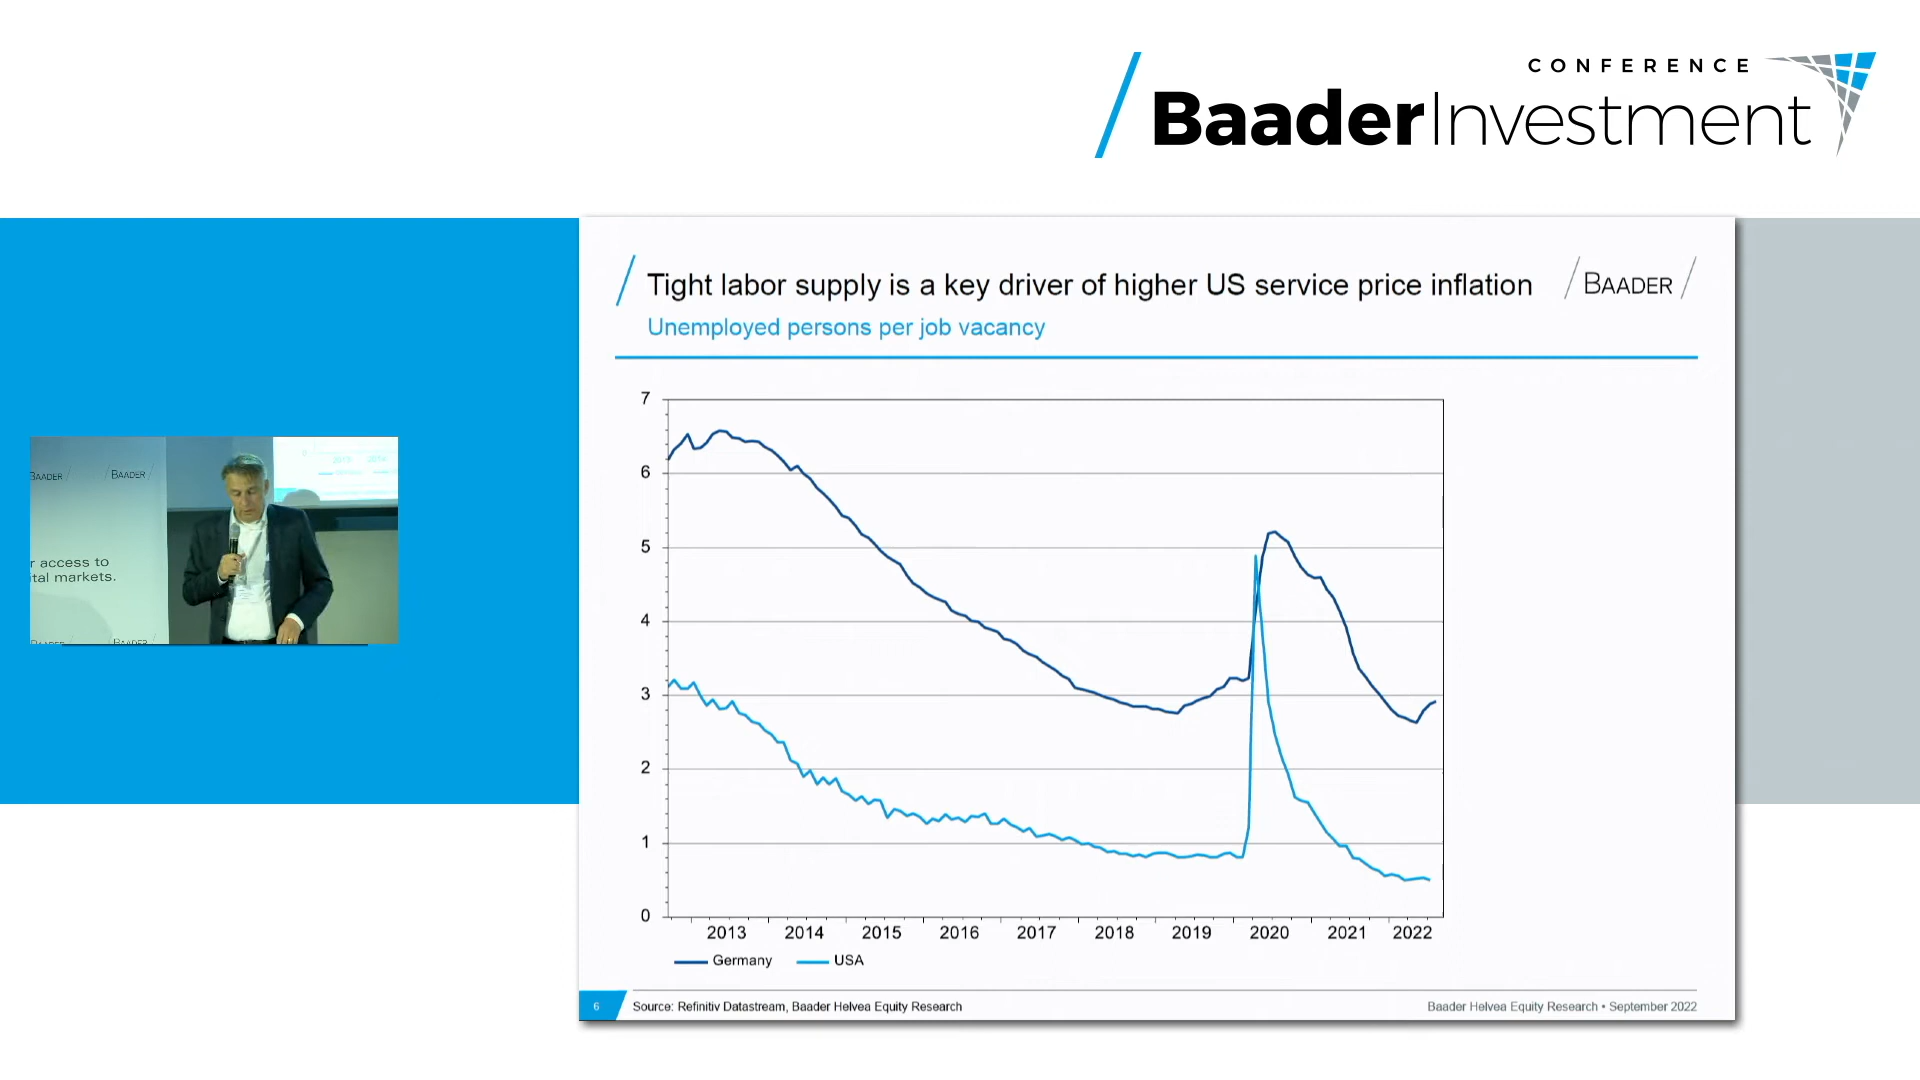 CONFERENCE
BaaderInvestment
Tight labor supply is a key driver of higher US service price inflation
BAADER
Unemployed persons per job vacancy
7
6
5
4
3
2
1
0
2013 2014 2015 2016 2017 2018 2019 2020 2021 2022
Germany USA
6 Source: Refinitiv Datastream, Baader Helvea Equity Research
Baader Helvea Equity Research • September 2022
BAADER BAADER
r access to
ital markets.
BAADER BAADER